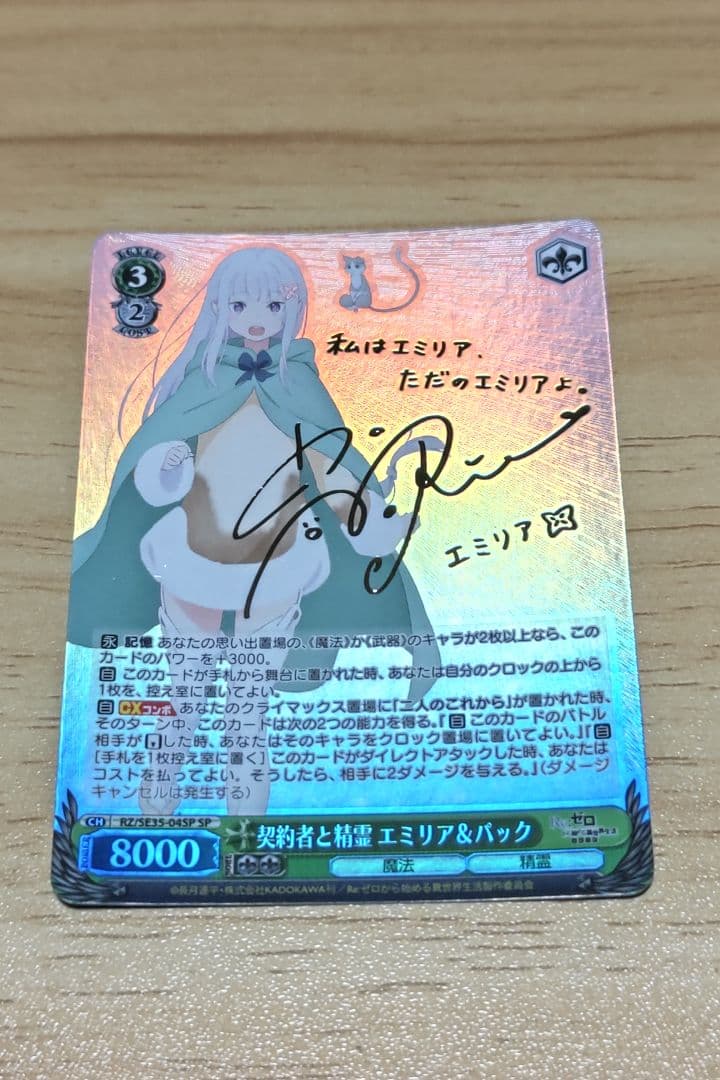 LEVEL
3
2
COST
私はエミリア、
ただのエミリアよ。
エミリア
永 記憶 あなたの思い出置場の、《魔法》か《武器》のキャラが2枚以上なら、この
カードのパワーを+3000。
自 このカードが手札から舞台に置かれた時、あなたは自分のクロックの上から
1枚を、控え室に置いてよい。
自 CXコンボ あなたのクライマックス置場に「二人のこれから」が置かれた時、
そのターン中、このカードは次の2つの能力を得る。『自 このカードのバトル
相手が したとき、あなたはそのキャラをクロック置場に置いてよい。』『自
[手札を1枚控え室に置く] このカードがダイレクトアタックした時、あなたは
コストを払ってよい。そうしたら、相手に2ダメージを与える。』(ダメージ
キャンセルは発生する)
CH RZ/SE35-04SP SP
契約者と精霊 エミリア&パック
Re:ゼロ
POWER 8000
SOUL
魔法 精霊
©長月達平・株式会社KADOKAWA刊/Re:ゼロから始める異世界生活製作委員会